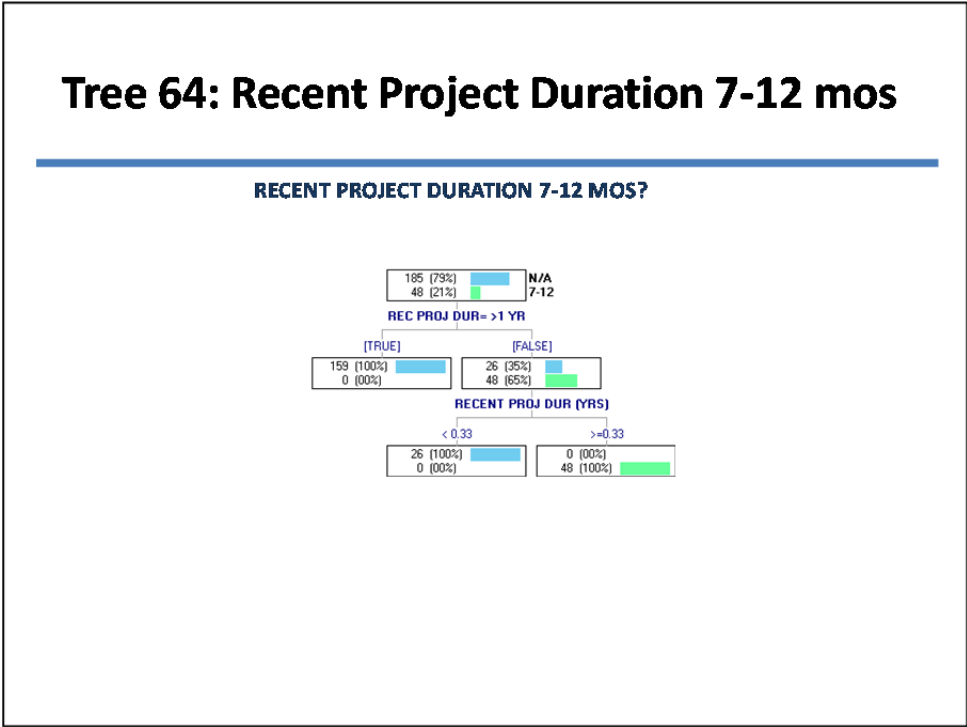 Tree 64: Recent Project Duration 7-12 mos
RECENT PROJECT DURATION 7-12 MOS?
185 (79%) N/A
48 (21%) 7-12
REC PROJ DUR= >1 YR
[TRUE] [FALSE]
159 (100%) 26 (35%)
0 (00%) 48 (65%)
RECENT PROJ DUR (YRS)
< 0.33 >=0.33
26 (100%) 0 (00%)
0 (00%) 48 (100%)